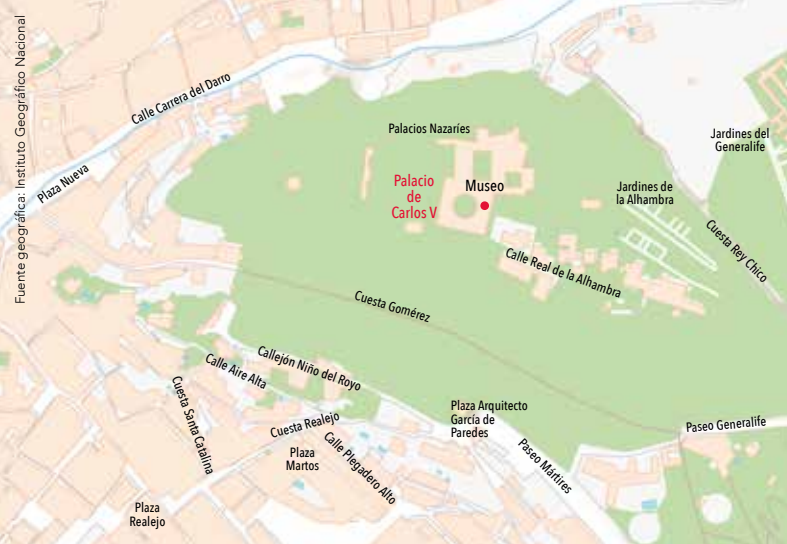 Fuente geográfica: Instituto Geográfico Nacional
Calle Carrera del Darro
Plaza Nueva
Palacios Nazaríes
Palacio
de
Carlos V
Museo
Jardines del
Generalife
Jardines de
la Alhambra
Cuesta Rey Chico
Calle Real de la Alhambra
Cuesta Gomérez
Callejón Niño del Royo
Calle Aire Alta
Cuesta Santa Catalina
Cuesta Realejo
Plaza
Martos
Calle Plegadero Alto
Plaza Arquitecto
García de
Paredes
Paseo Mártires
Paseo Generalife
Plaza
Realejo